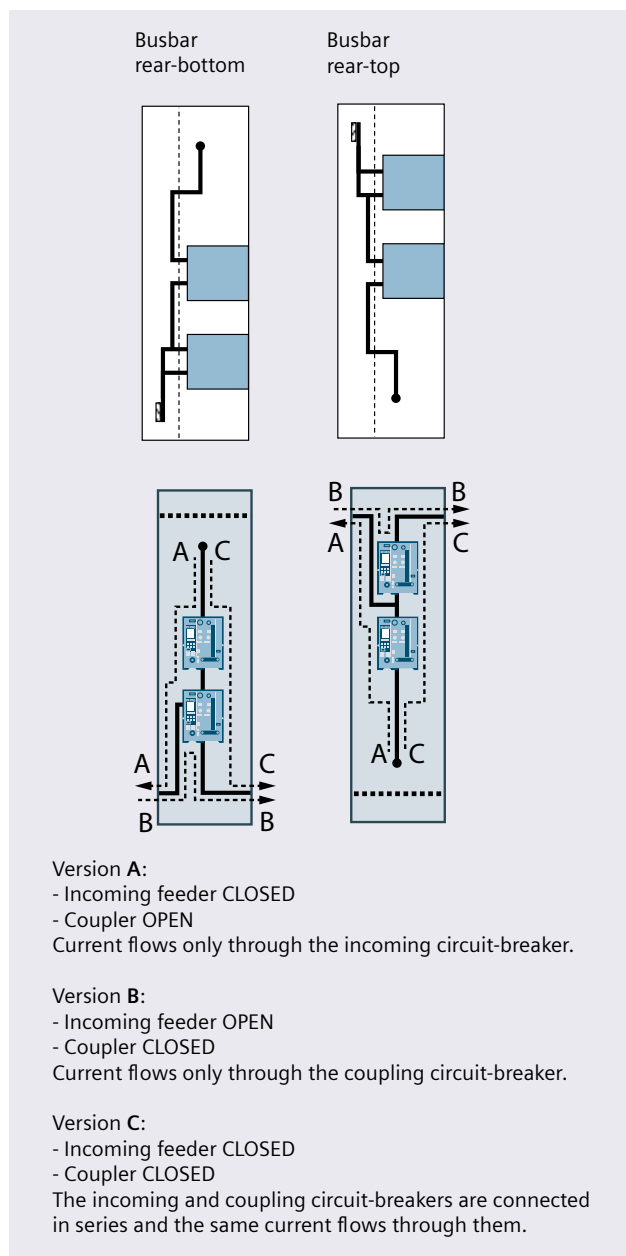 Busbar
rear-bottom
Busbar
rear-top
B B
A C
A C
A C
A C
B B
Version A:
- Incoming feeder CLOSED
- Coupler OPEN
Current flows only through the incoming circuit-breaker.
Version B:
- Incoming feeder OPEN
- Coupler CLOSED
Current flows only through the coupling circuit-breaker.
Version C:
- Incoming feeder CLOSED
- Coupler CLOSED
The incoming and coupling circuit-breakers are connected
in series and the same current flows through them.